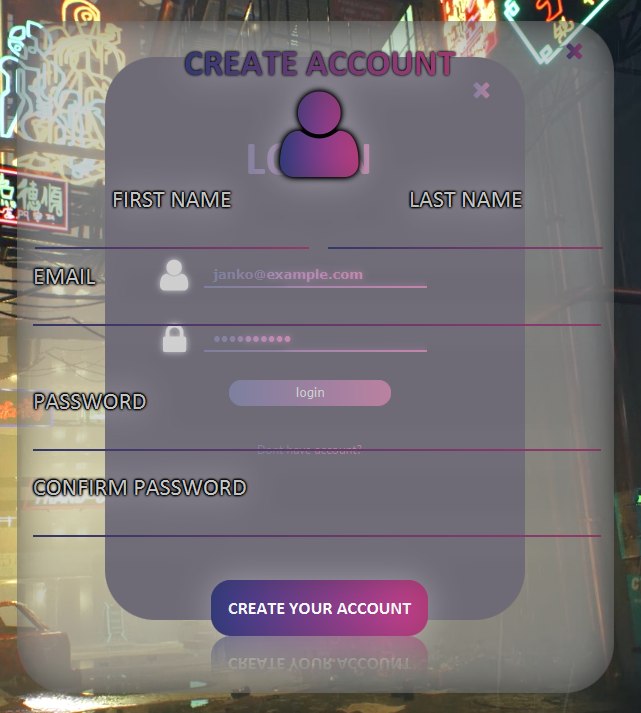 CREATE ACCOUNT
✖
✖
LOGIN
FIRST NAME
LAST NAME
EMAIL
janko@example.com
••••••••••
login
PASSWORD
Dont have account?
CONFIRM PASSWORD
CREATE YOUR ACCOUNT